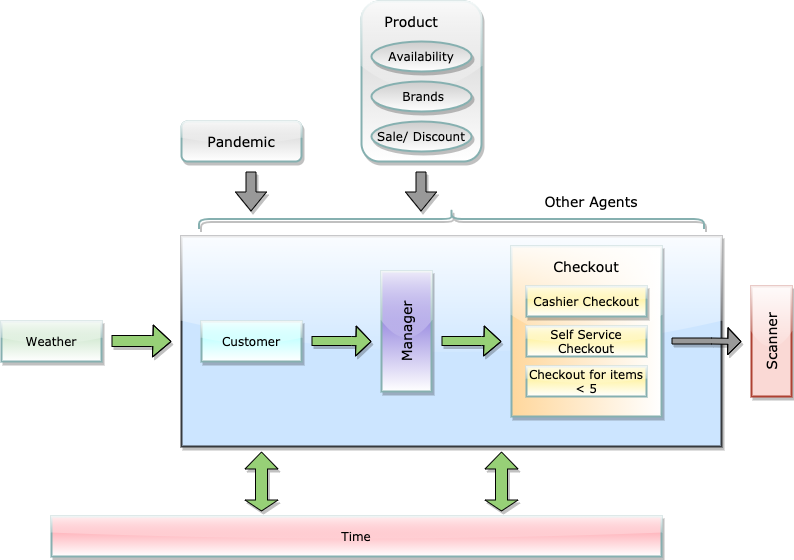 Product
Availability
Brands
Sale/ Discount
Pandemic
Other Agents
Checkout
Cashier Checkout
Self Service
Checkout
Checkout for items
< 5
Weather
Customer
Manager
Scanner
Time